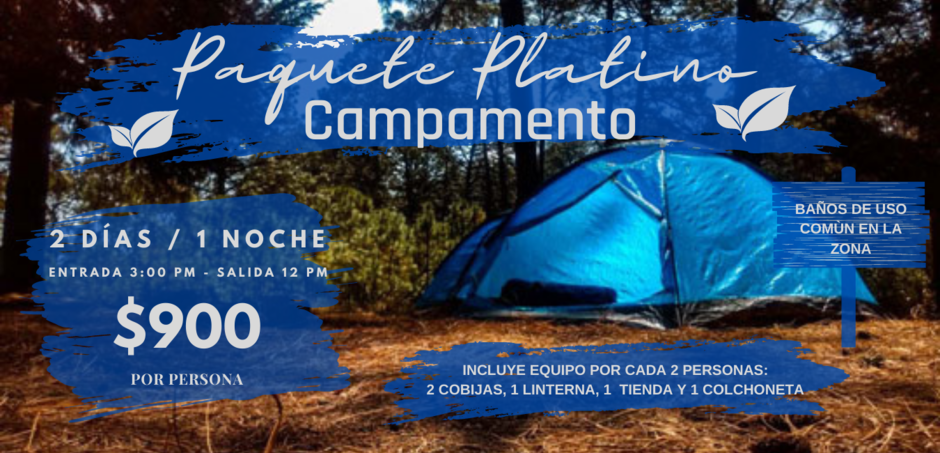 Paquete Platino
Campamento
2 DÍAS / 1 NOCHE
ENTRADA 3:00 PM - SALIDA 12 PM
$900
POR PERSONA
BAÑOS DE USO
COMÙN EN LA
ZONA
INCLUYE EQUIPO POR CADA 2 PERSONAS:
2 COBIJAS, 1 LINTERNA, 1 TIENDA Y 1 COLCHONETA